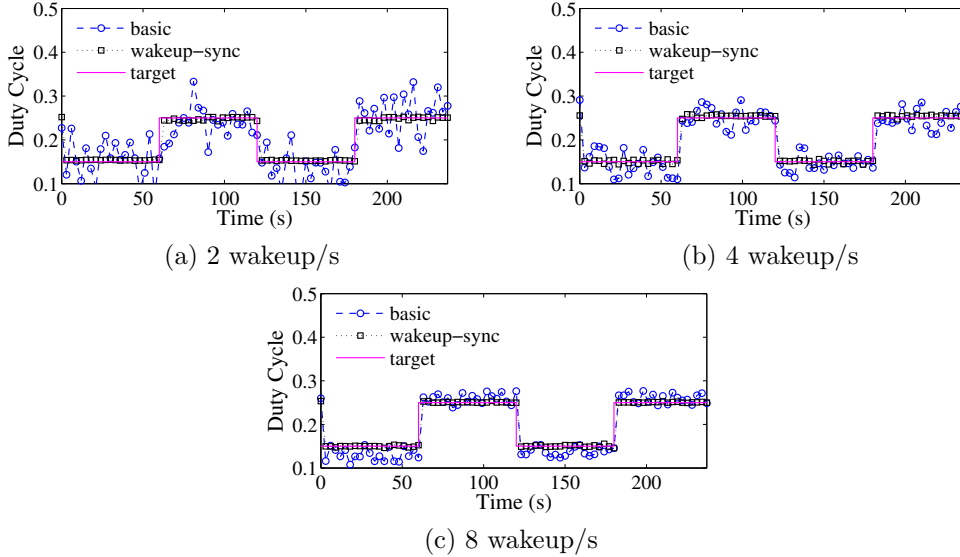 0.5
basic
wakeup−sync
target
0.4
0.3
0.2
0.1
Duty Cycle
0 50 100 150 200
Time (s)
(a) 2 wakeup/s
0.5
basic
wakeup−sync
target
0.4
0.3
0.2
0.1
Duty Cycle
0 50 100 150 200
Time (s)
(b) 4 wakeup/s
0.5
basic
wakeup−sync
target
0.4
0.3
0.2
0.1
Duty Cycle
0 50 100 150 200
Time (s)
(c) 8 wakeup/s